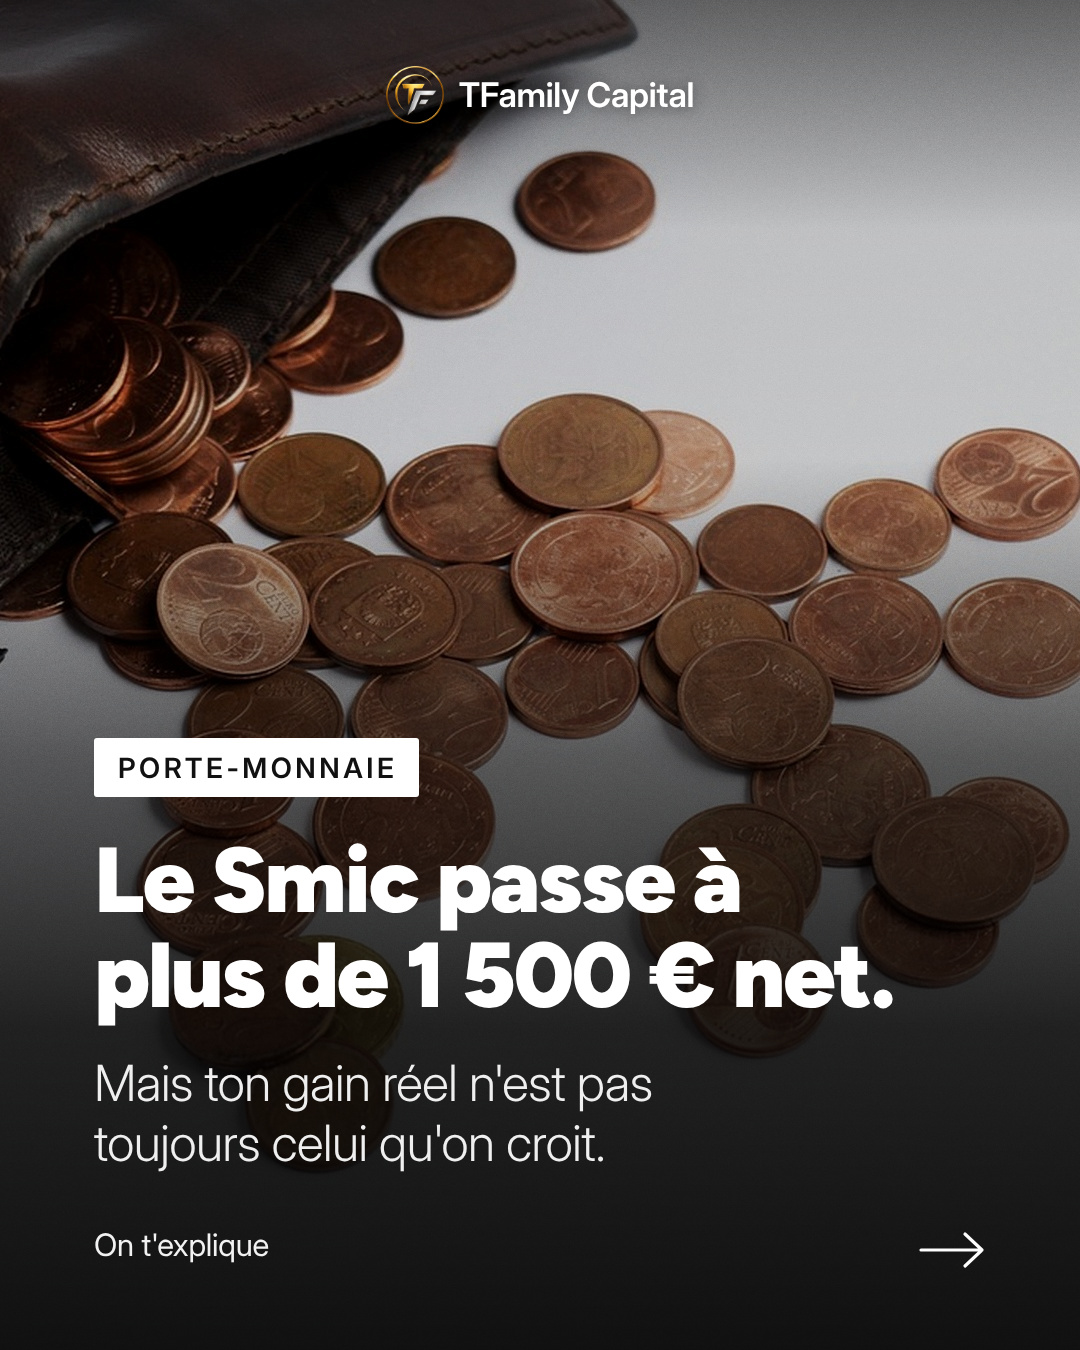 TFamily Capital
PORTE-MONNAIE
Le Smic passe à
plus de 1 500 € net.
Mais ton gain réel n'est pas
toujours celui qu'on croit.
On t'explique